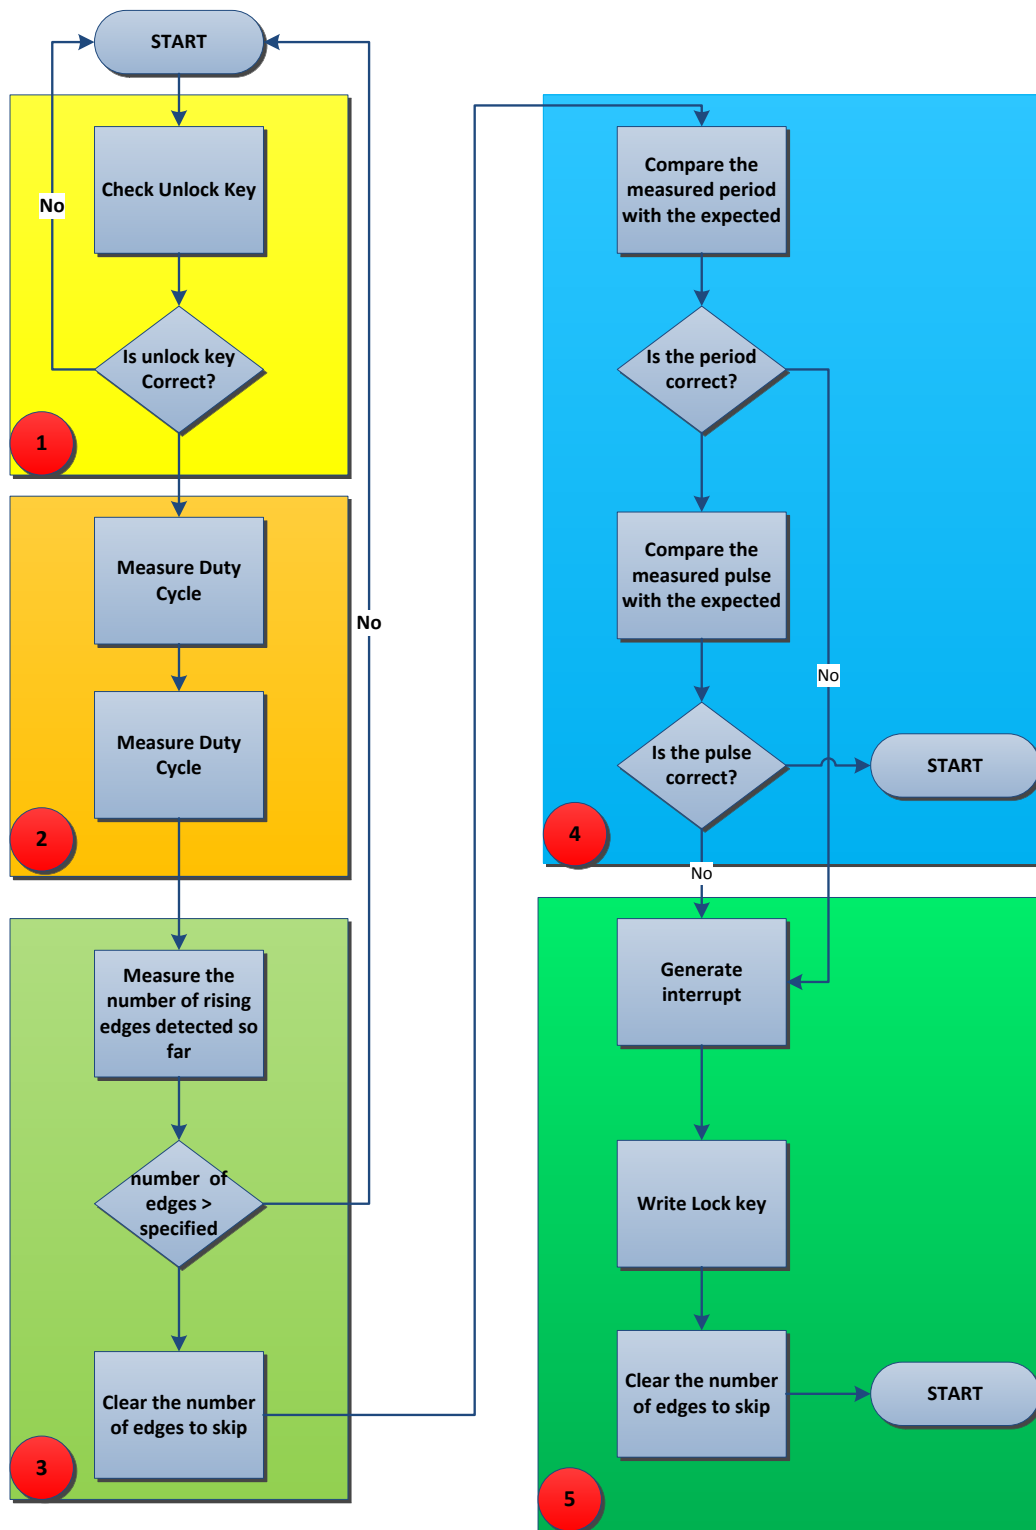 START
Check Unlock Key
No
Is unlock key
Correct?
1
Measure Duty
Cycle
Measure Duty
Cycle
2
No
Measure the
number of rising
edges detected so
far
number of
edges >
specified
Clear the number
of edges to skip
3
Compare the
measured period
with the expected
Is the period
correct?
Compare the
measured pulse
with the expected
No
Is the pulse
correct?
START
4
No
Generate
interrupt
Write Lock key
Clear the number
of edges to skip
START
5